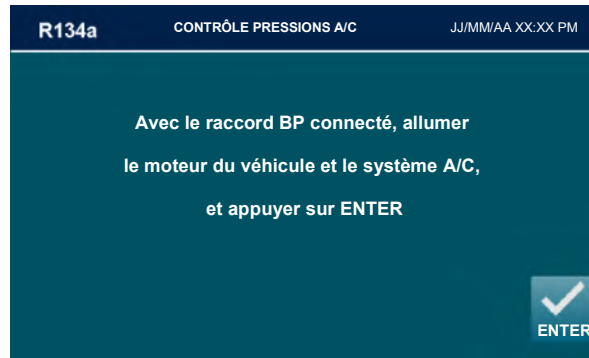 R134a CONTRÔLE PRESSIONS A/C JJ/MM/AA XX:XX PM
Avec le raccord BP connecté, allumer
le moteur du véhicule et le système A/C,
et appuyer sur ENTER
ENTER